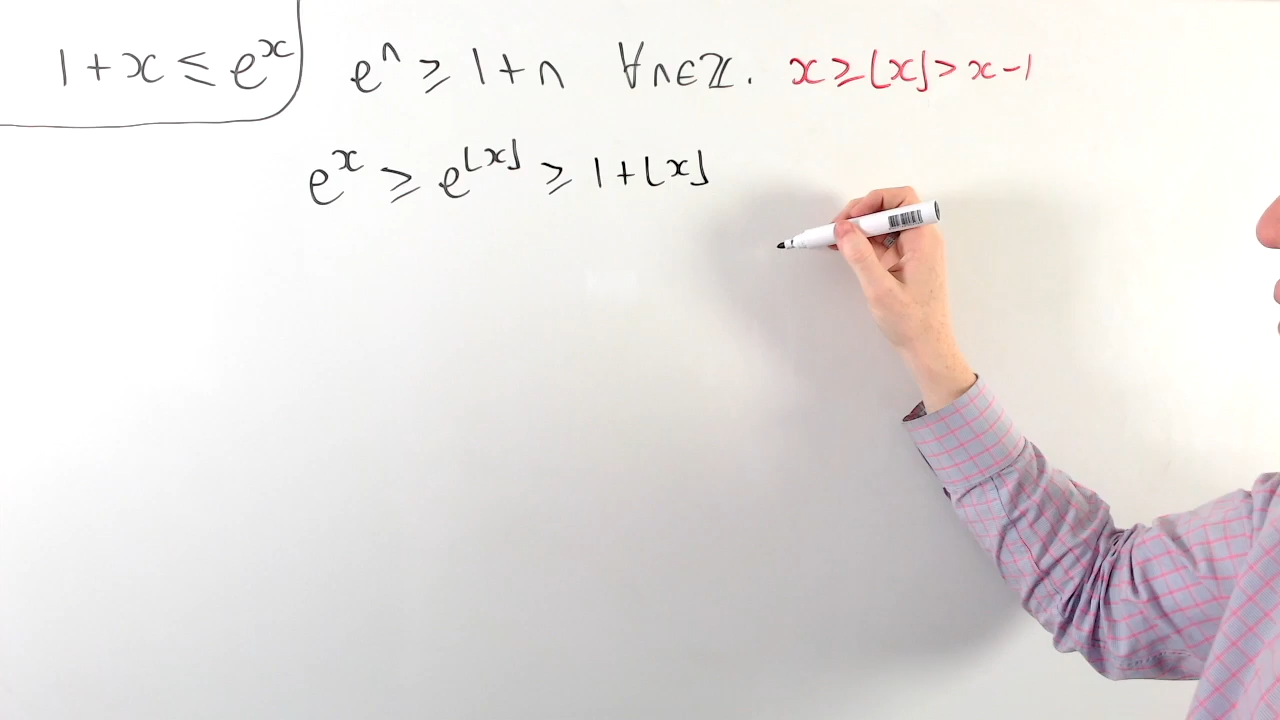 1 + x ≤ e^x
e^n ≥ 1 + n ∀n∈ℤ. x ≥ ⌊x⌋ > x - 1
e^x ≥ e^⌊x⌋ ≥ 1 + ⌊x⌋